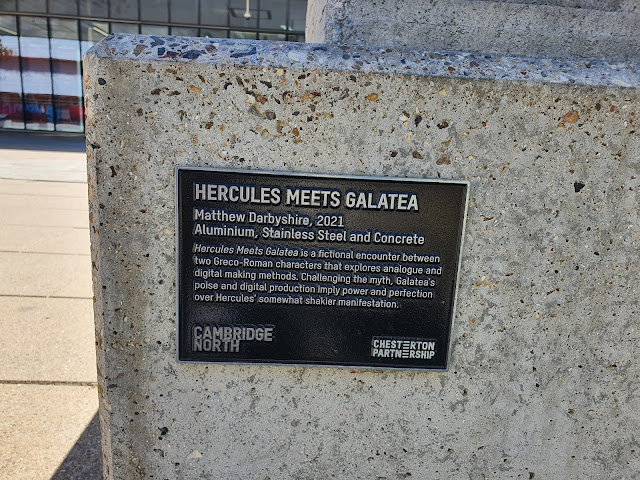 HERCULES MEETS GALATEA
Matthew Darbyshire, 2021
Aluminium, Stainless Steel and Concrete
Hercules Meets Galatea is a fictional encounter between
two Greco-Roman characters that explores analogue and
digital making methods. Challenging the myth, Galatea's
poise and digital production imply power and perfection
over Hercules' somewhat shakier manifestation.
CAMBRIDGE
NORTH
CHESTERTON
PARTNERSHIP